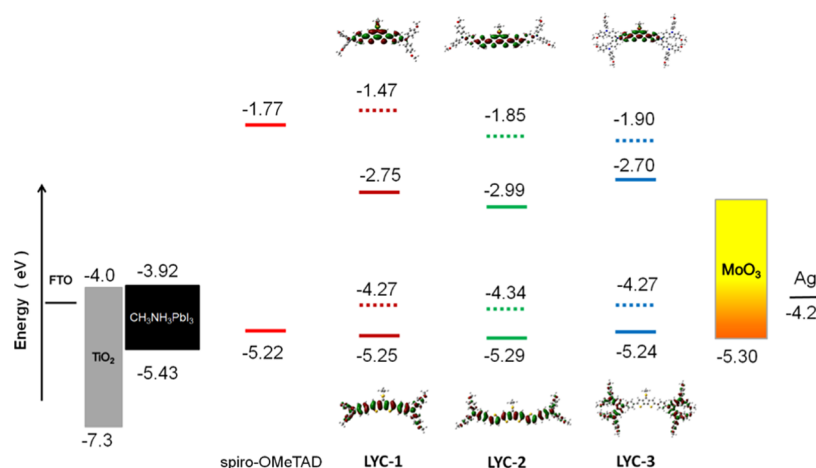 -1.77
-1.47
-1.85
-1.90
-2.75
-2.99
-2.70
Energy ( eV )
FTO
-4.0
-3.92
CH₃NH₃PbI₃
TiO₂
-5.43
-7.3
-4.27
-4.34
-4.27
-5.22
-5.25
-5.29
-5.24
MoO₃
-5.30
Ag
-4.2
spiro-OMeTAD
LYC-1
LYC-2
LYC-3